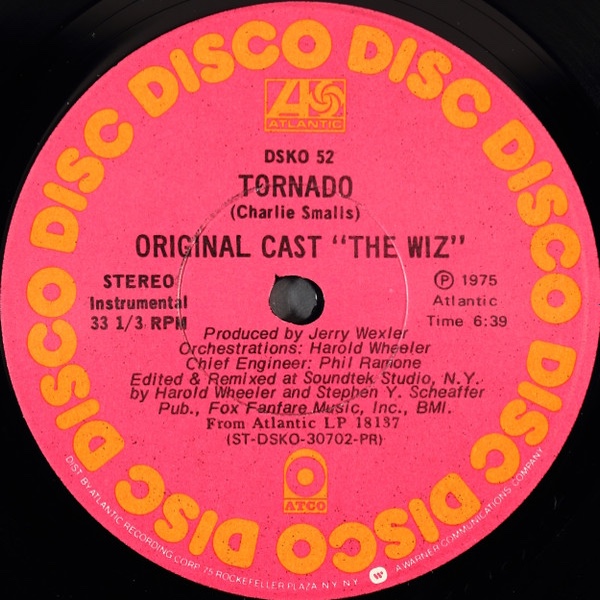 DISCO DISCO DISCO DISCO DISCO DISCO DISCO DISCO
ATLANTIC
DSKO 52
TORNADO
(Charlie Smalls)
ORIGINAL CAST "THE WIZ"
STEREO
Instrumental
33 1/3 RPM
Ⓟ 1975
Atlantic
Time 6:39
Produced by Jerry Wexler
Orchestrations: Harold Wheeler
Chief Engineer: Phil Ramone
Edited & Remixed at Soundtek Studio, N.Y.
by Harold Wheeler and Stephen Y. Scheaffer
Pub., Fox Fanfare Music, Inc., BMI.
From Atlantic LP 18137
(ST-DSKO-30702-PR)
ATCO
DIST. BY ATLANTIC RECORDING CORP. 75 ROCKEFELLER PLAZA N.Y. N.Y. W A WARNER COMMUNICATIONS COMPANY